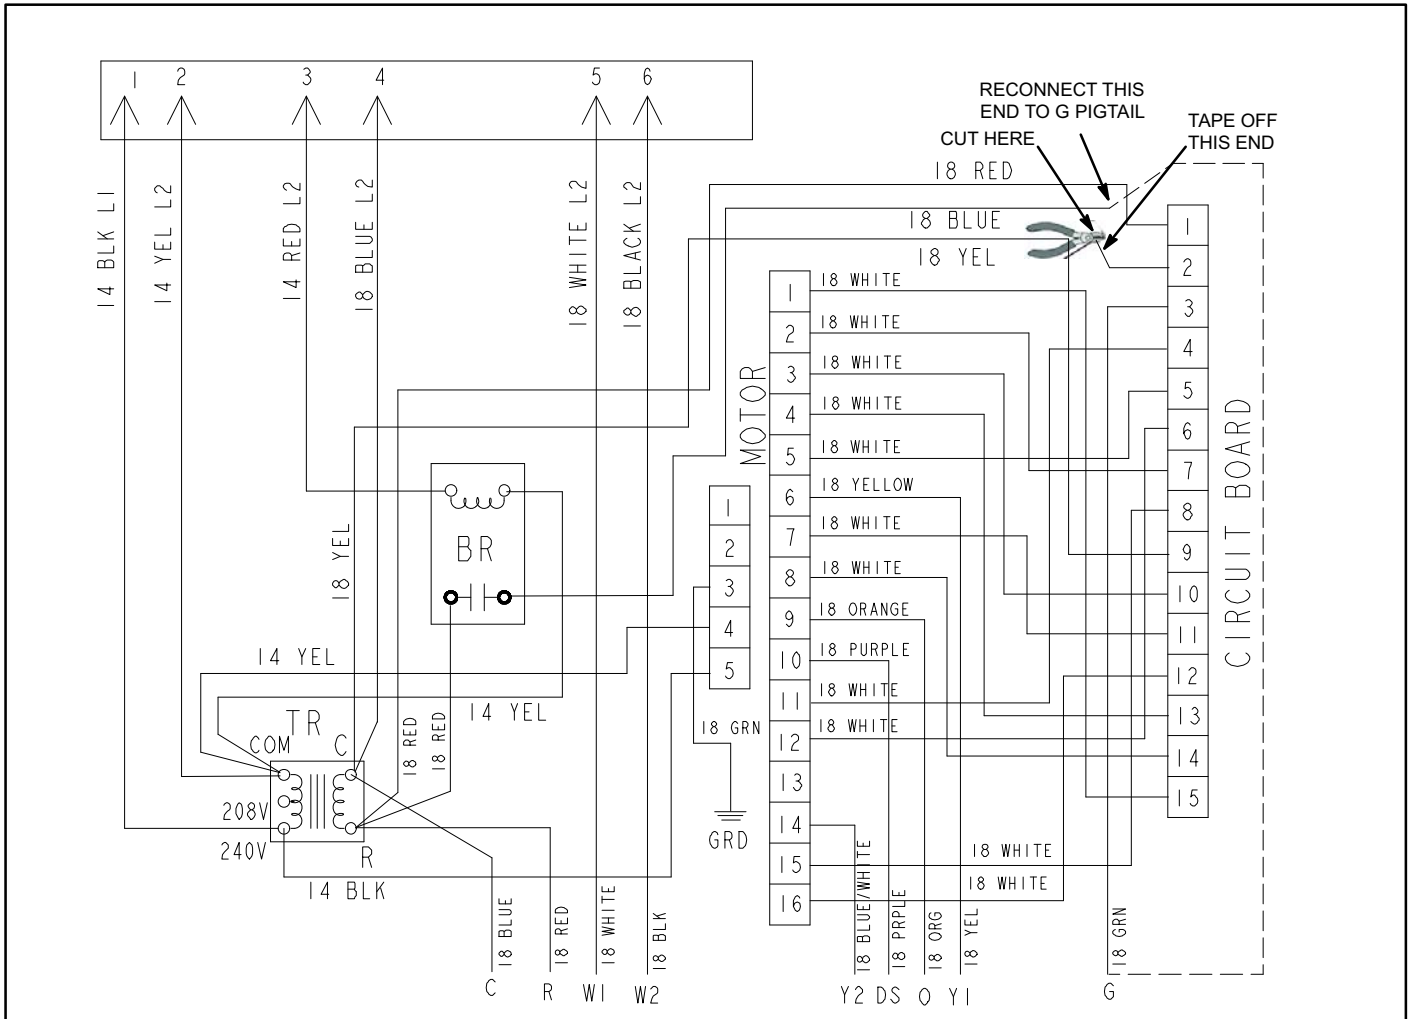 1 2 3 4 5 6
RECONNECT THIS
END TO G PIGTAIL
CUT HERE
TAPE OFF
THIS END
14 BLK L1
14 YEL L2
14 RED L2
18 BLUE L2
18 WHITE L2
18 BLACK L2
18 RED
18 BLUE
18 YEL
MOTOR
1
2
3
4
5
6
7
8
9
10
11
12
13
14
15
16
18 WHITE
18 WHITE
18 WHITE
18 WHITE
18 WHITE
18 YELLOW
18 WHITE
18 WHITE
18 ORANGE
18 PURPLE
18 WHITE
18 WHITE
18 WHITE
18 WHITE
1
2
3
4
5
6
7
8
9
10
11
12
13
14
15
CIRCUIT BOARD
1
2
3
4
5
BR
18 YEL
14 YEL
14 YEL
TR
COM
C
208V
240V
R
18 RED
18 RED
18 GRN
GRD
14 BLK
18 BLUE
18 RED
18 WHITE
18 BLK
18 BLUE/WHITE
18 PRPLE
18 ORG
18 YEL
18 GRN
C R W1 W2 Y2 DS O Y1 G